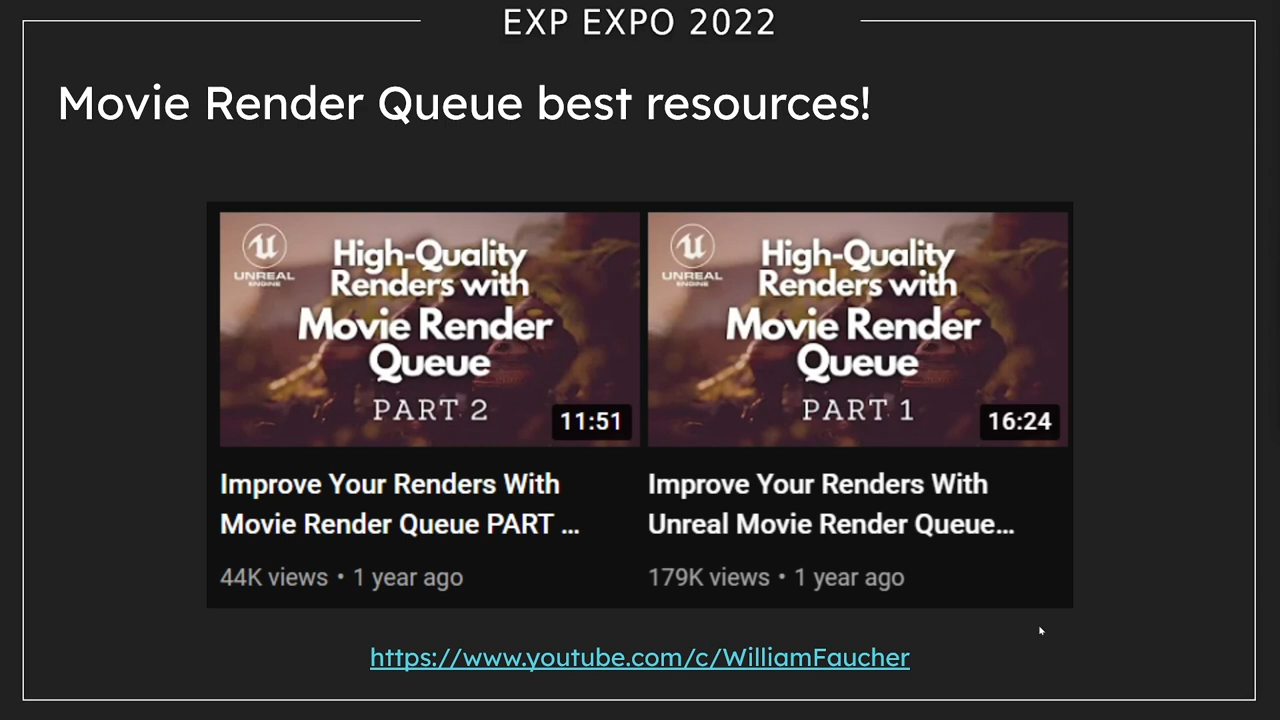 EXP EXPO 2022
Movie Render Queue best resources!
UNREAL
ENGINE
High-Quality
Renders with
Movie Render
Queue
PART 2
11:51
UNREAL
ENGINE
High-Quality
Renders with
Movie Render
Queue
PART 1
16:24
Improve Your Renders With
Movie Render Queue PART ...
44K views • 1 year ago
Improve Your Renders With
Unreal Movie Render Queue...
179K views • 1 year ago
https://www.youtube.com/c/WilliamFaucher